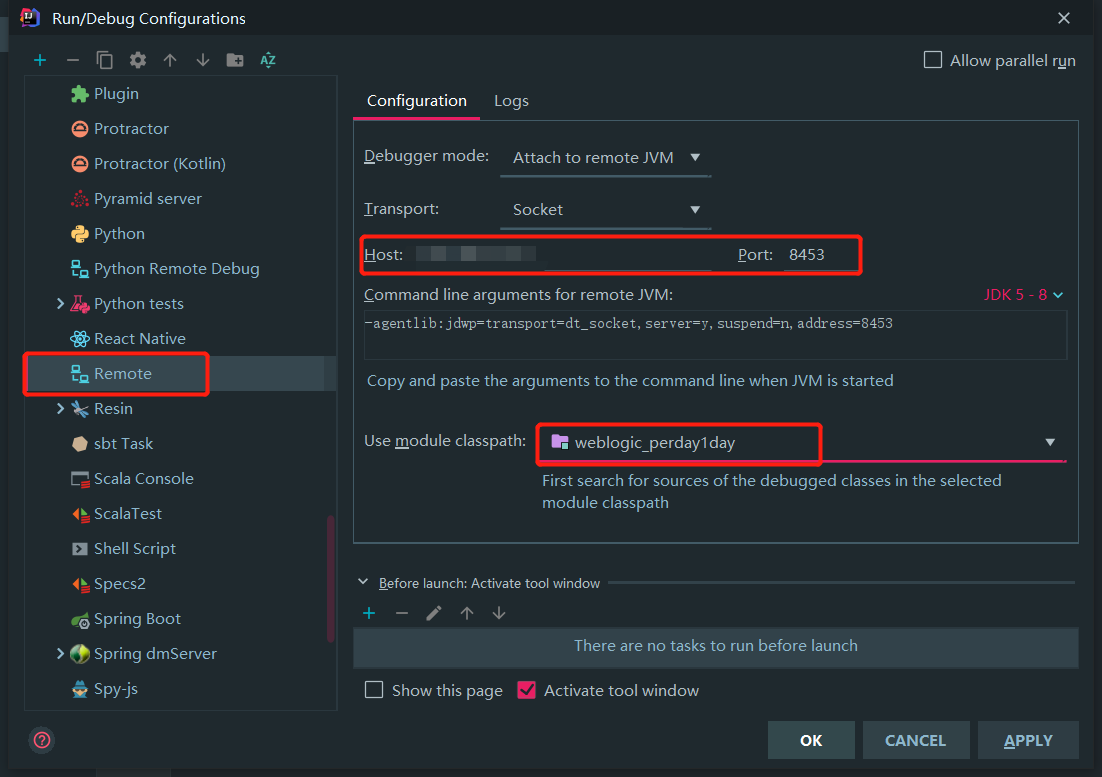 Run/Debug Configurations
Allow parallel run
Plugin
Protractor
Protractor (Kotlin)
Pyramid server
Python
Python Remote Debug
Python tests
React Native
Remote
Resin
sbt Task
Scala Console
ScalaTest
Shell Script
Specs2
Spring Boot
Spring dmServer
Spy-js
Configuration Logs
Debugger mode: Attach to remote JVM
Transport: Socket
Host: Port: 8453
Command line arguments for remote JVM: JDK 5 - 8
-agentlib:jdwp=transport=dt_socket,server=y,suspend=n,address=8453
Copy and paste the arguments to the command line when JVM is started
Use module classpath: weblogic_perday1day
First search for sources of the debugged classes in the selected
module classpath
Before launch: Activate tool window
There are no tasks to run before launch
Show this page Activate tool window
OK CANCEL APPLY